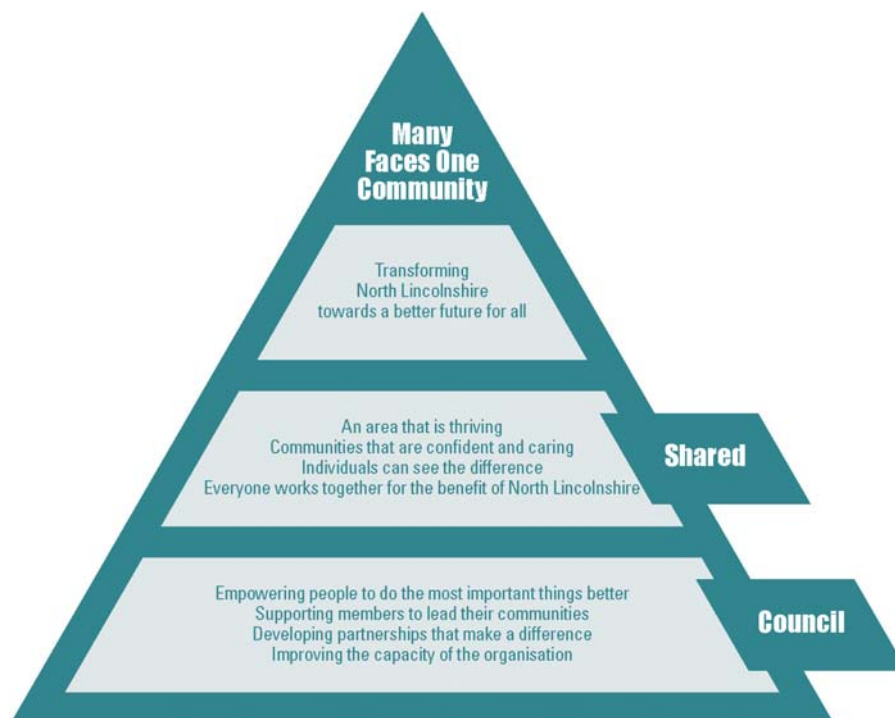 Many
Faces One
Community
Transforming
North Lincolnshire
towards a better future for all
An area that is thriving
Communities that are confident and caring
Individuals can see the difference
Everyone works together for the benefit of North Lincolnshire
Shared
Empowering people to do the most important things better
Supporting members to lead their communities
Developing partnerships that make a difference
Improving the capacity of the organisation
Council